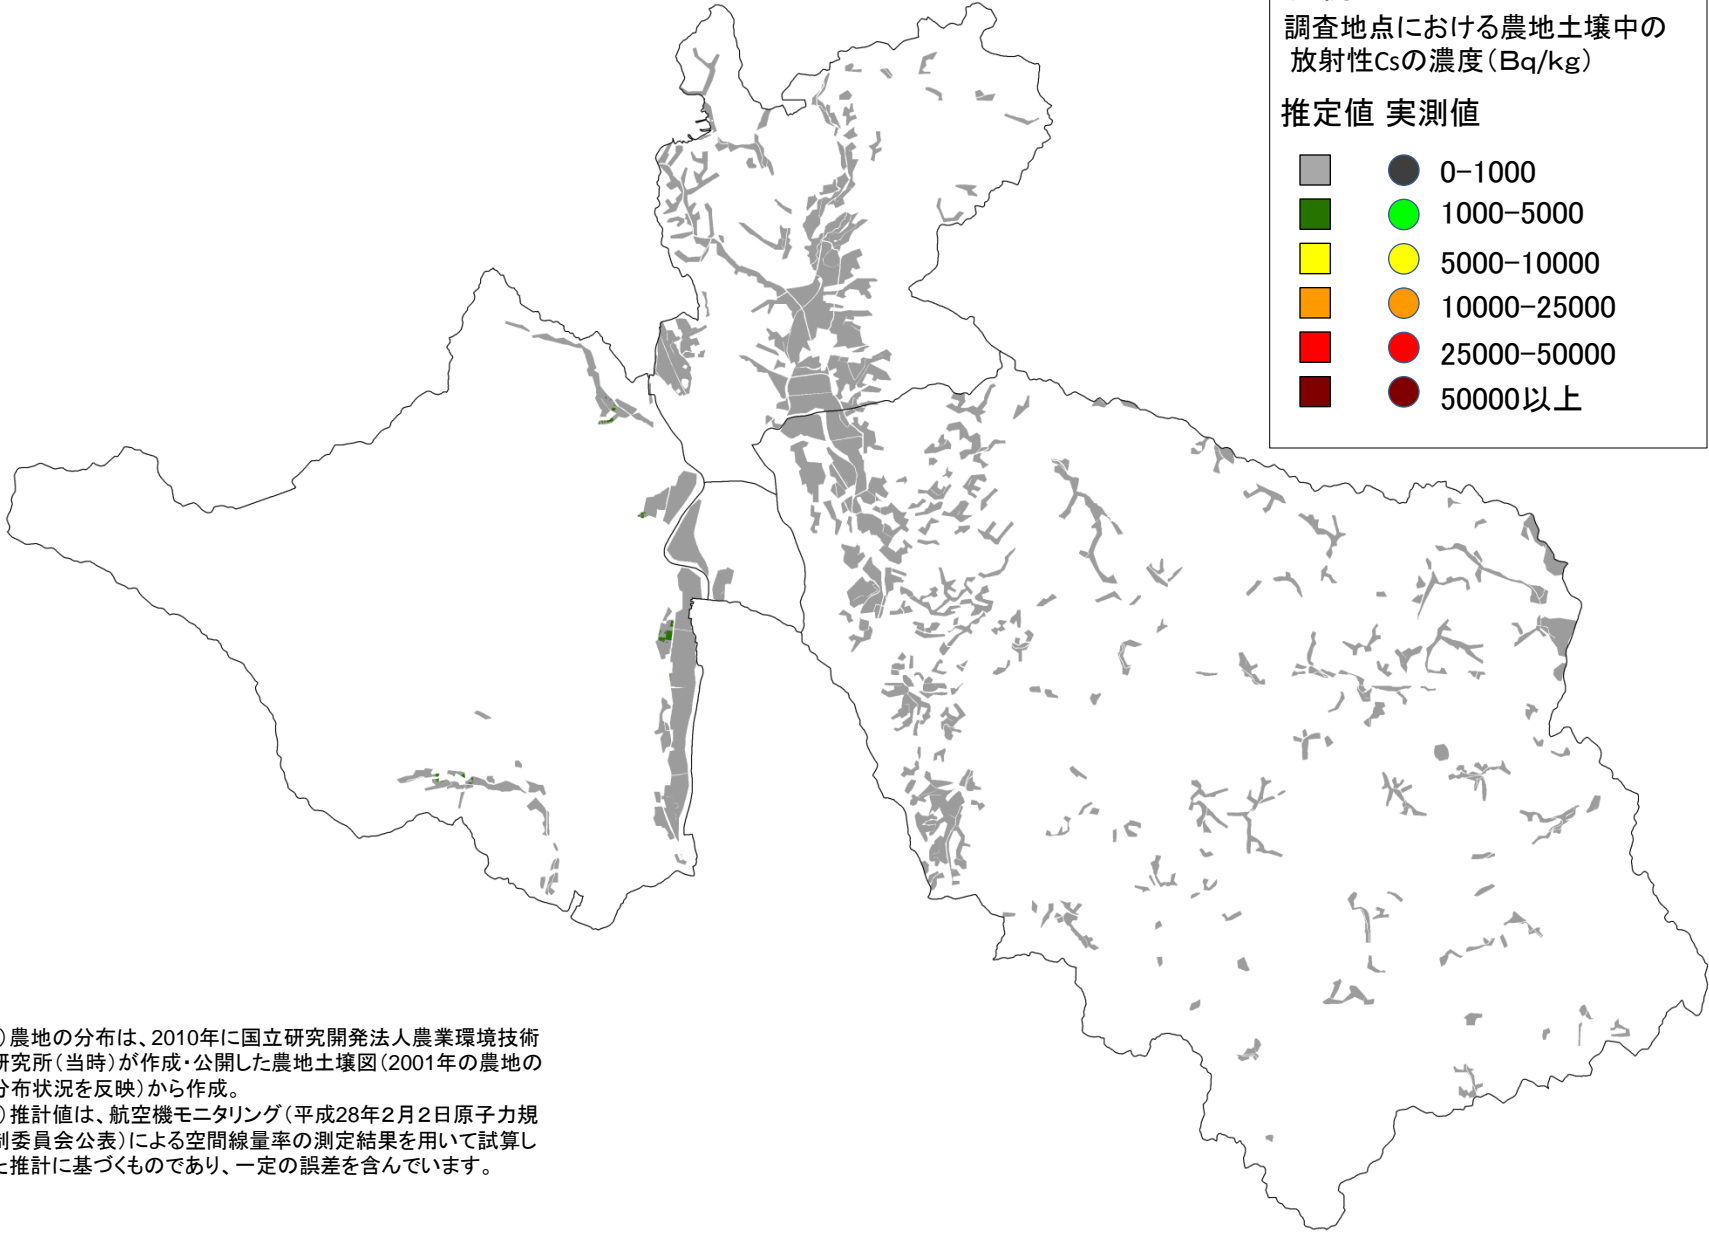 調査地点における農地土壌中の
放射性Csの濃度(Bq/kg)
推定値 実測値
0-1000
1000-5000
5000-10000
10000-25000
25000-50000
50000以上
)農地の分布は、2010年に国立研究開発法人農業環境技術
研究所(当時)が作成・公開した農地土壌図(2001年の農地の
分布状況を反映)から作成。
)推計値は、航空機モニタリング(平成28年2月2日原子力規
制委員会公表)による空間線量率の測定結果を用いて試算し
た推計に基づくものであり、一定の誤差を含んでいます。